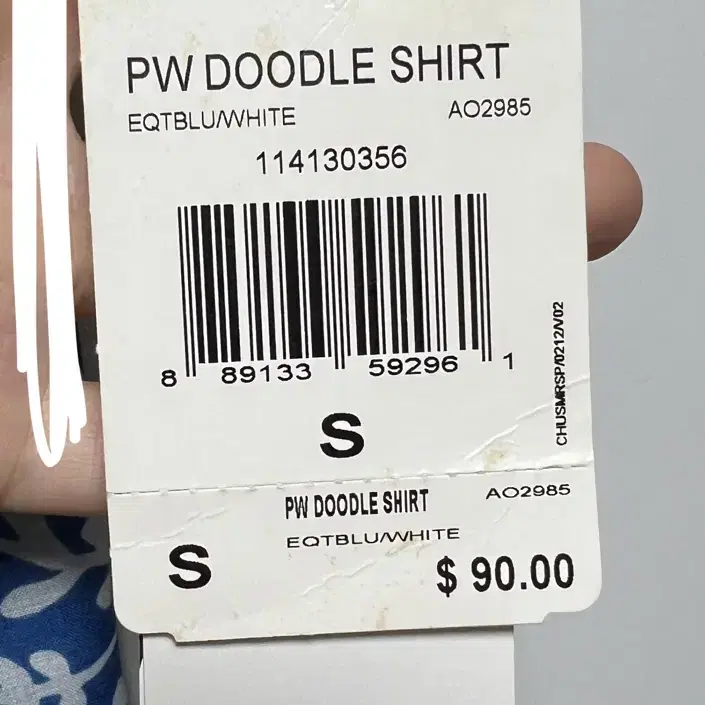 PW DOODLE SHIRT
EQTBLU/WHITE AO2985
114130356
8 89133 59296 1
CHUSMRSP/0212/V02
S
PW DOODLE SHIRT AO2985
EQTBLU/WHITE
S
$ 90.00